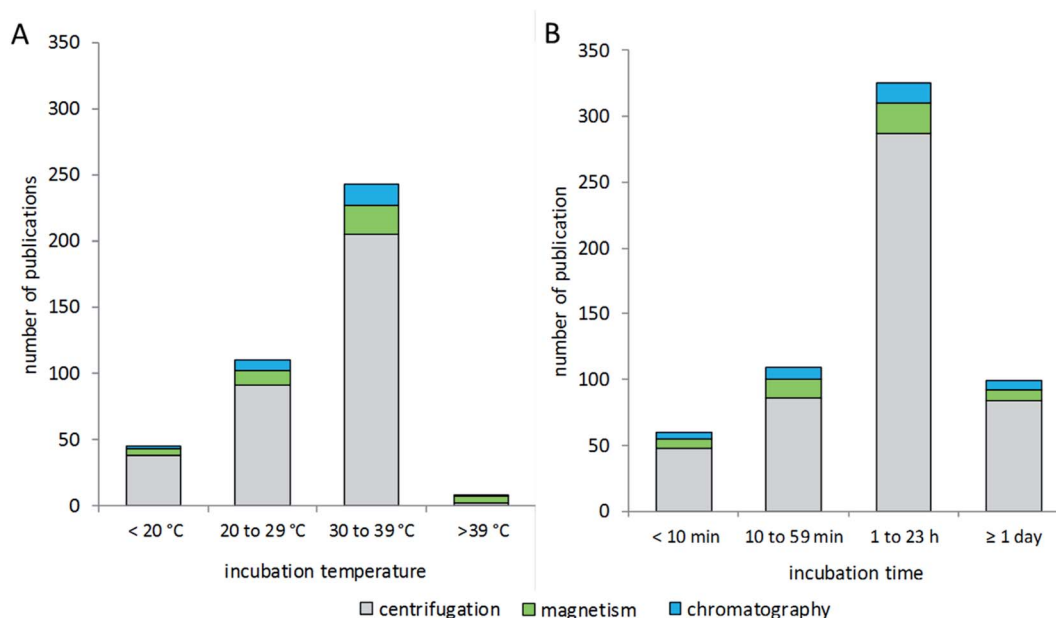 A
350
300
250
200
150
100
50
0
number of publications
< 20 °C 20 to 29 °C 30 to 39 °C >39 °C
incubation temperature
B
350
300
250
200
150
100
50
0
number of publication
< 10 min 10 to 59 min 1 to 23 h ≥ 1 day
incubation time
centrifugation magnetism chromatography